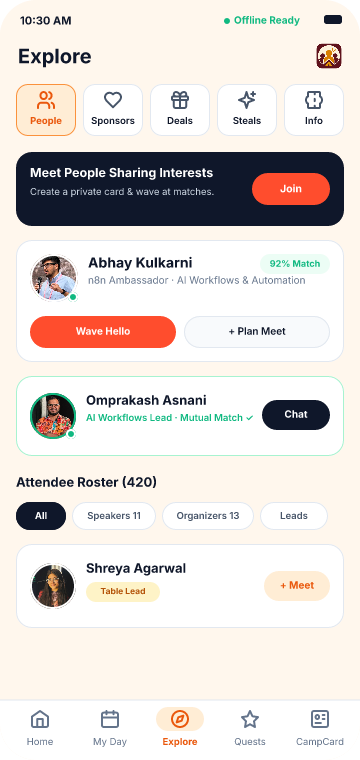 10:30 AM
Offline Ready
Explore
People
Sponsors
Deals
Steals
Info
Meet People Sharing Interests
Create a private card & wave at matches.
Join
Abhay Kulkarni
92% Match
n8n Ambassador · AI Workflows & Automation
Wave Hello
+ Plan Meet
Omprakash Asnani
AI Workflows Lead · Mutual Match ✓
Chat
Attendee Roster (420)
All
Speakers 11
Organizers 13
Leads
Shreya Agarwal
Table Lead
+ Meet
Home
My Day
Explore
Quests
CampCard